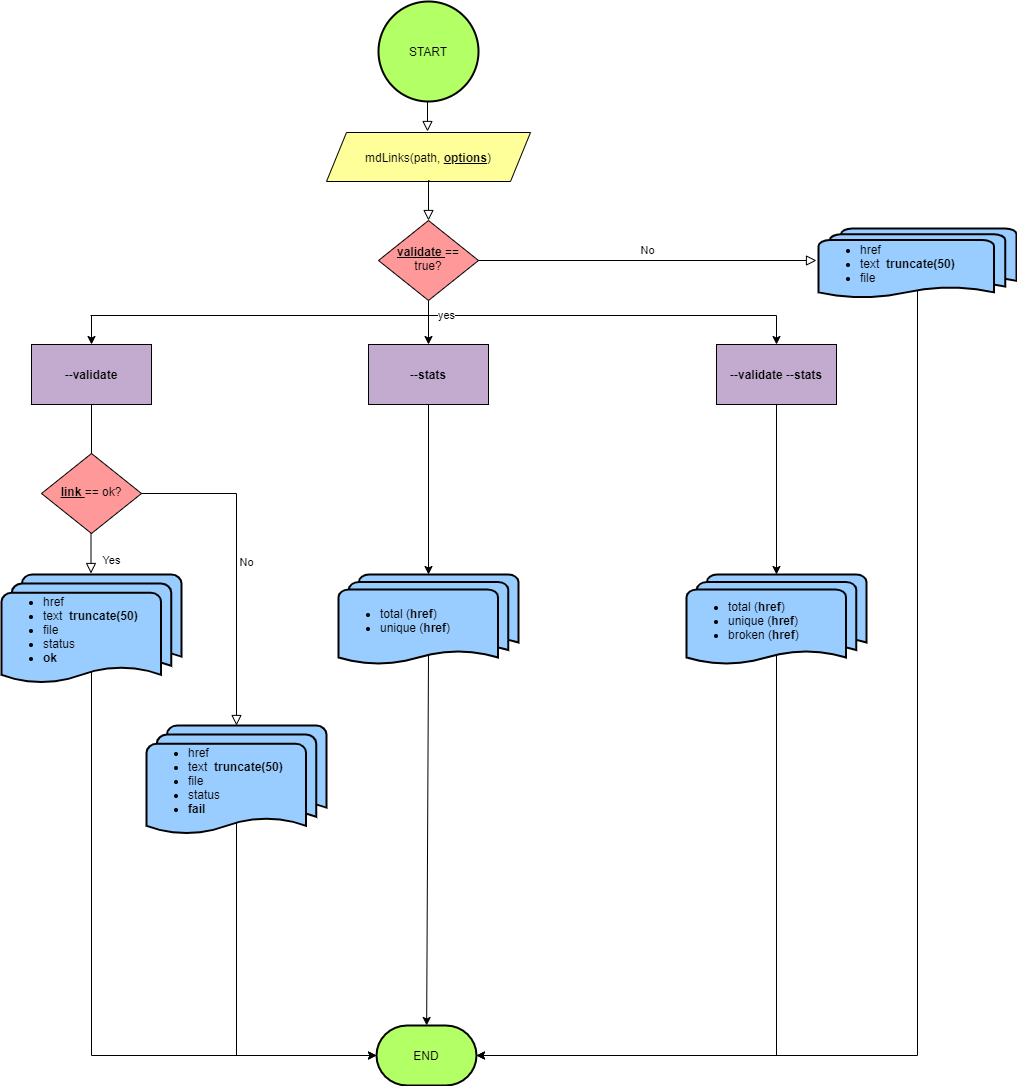 START
mdLinks(path, options)
validate ==
true?
No
href
text truncate(50)
file
yes
--validate
--stats
--validate --stats
link == ok?
Yes
No
href
text truncate(50)
file
status
ok
total (href)
unique (href)
total (href)
unique (href)
broken (href)
href
text truncate(50)
file
status
fail
END